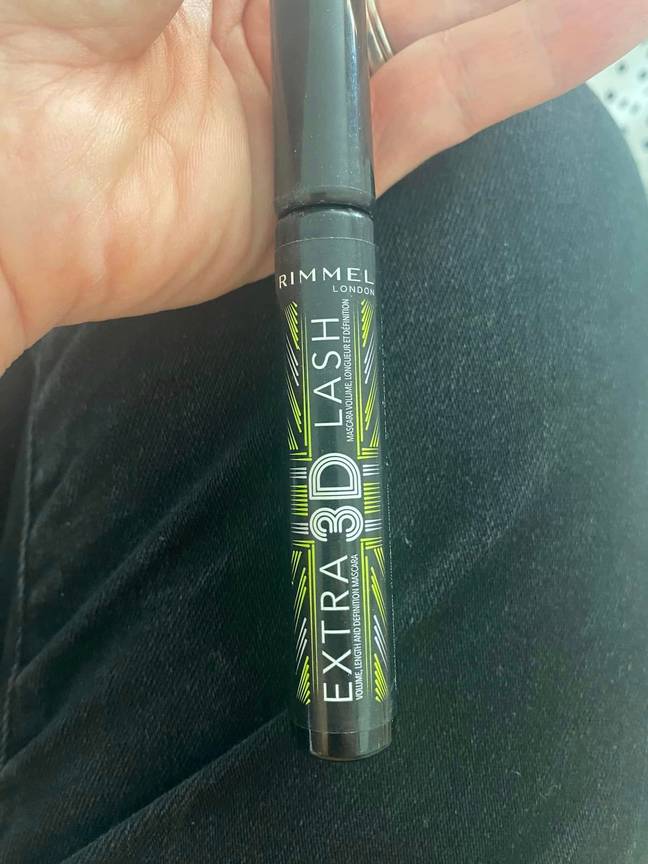 RIMMEL
LONDON
EXTRA 3D LASH
VOLUME, LENGTH AND DEFINITION MASCARA
MASCARA VOLUME, LONGUEUR ET DÉFINITION